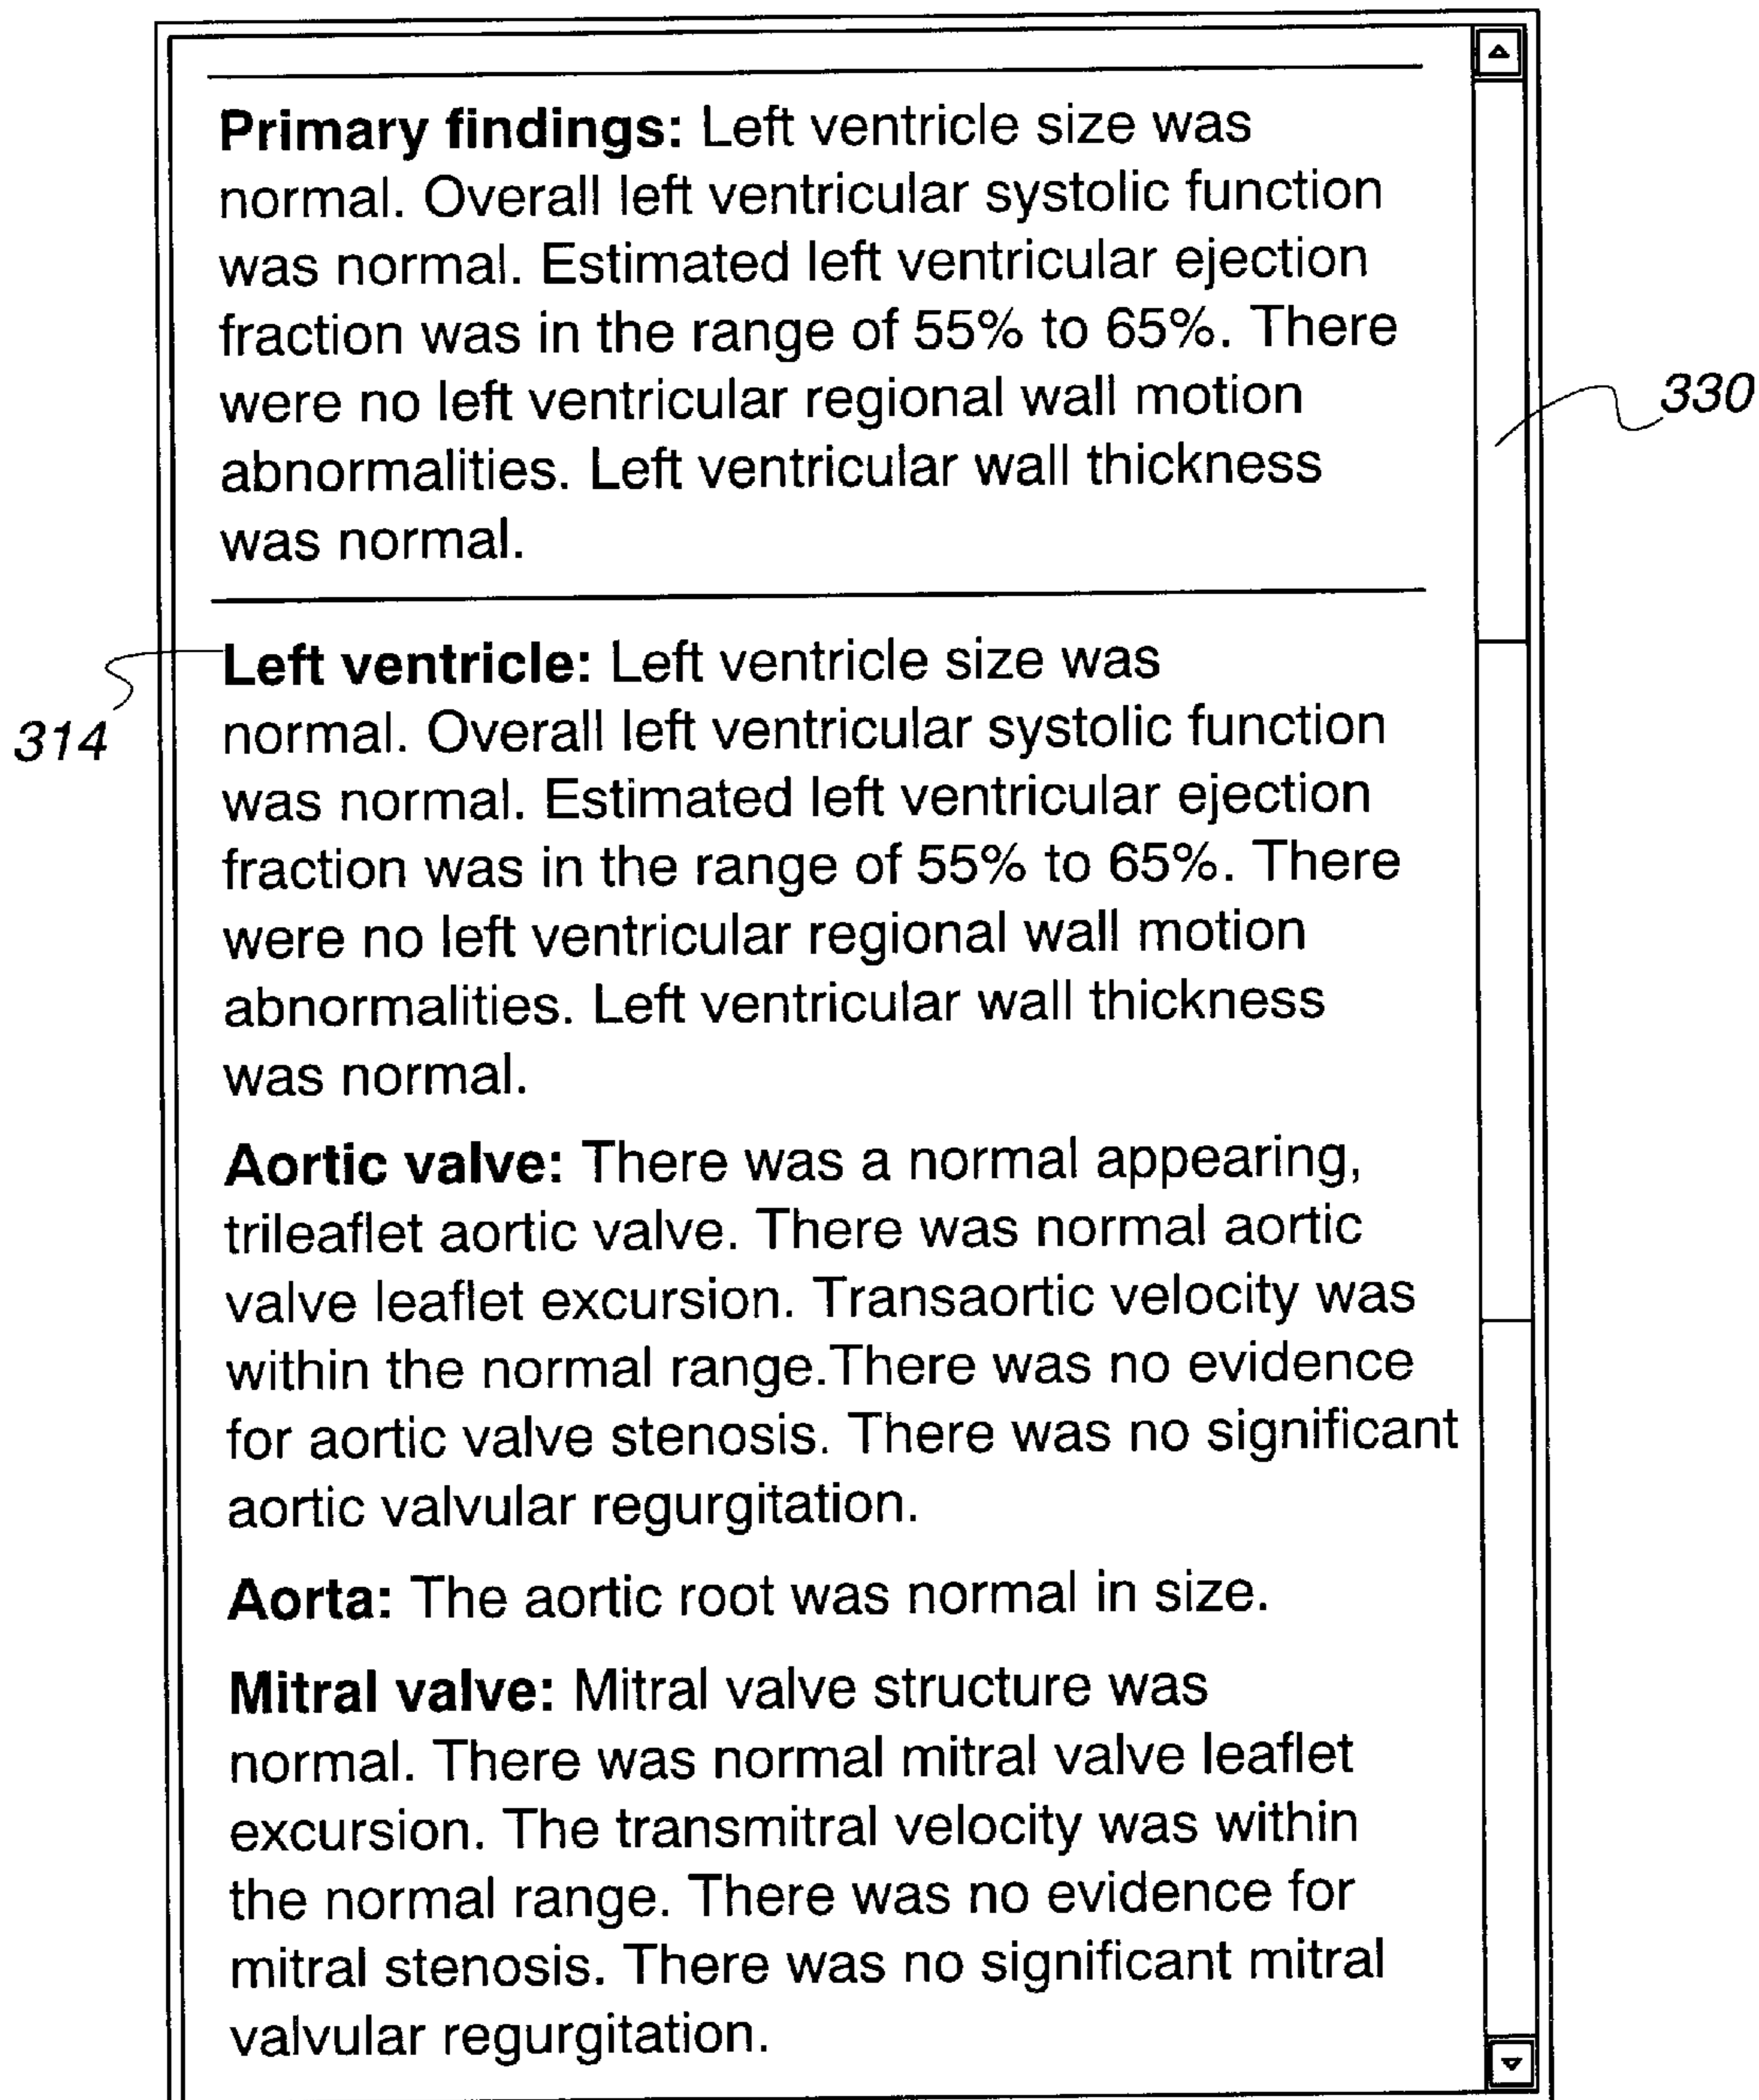 Primary findings: Left ventricle size was
normal. Overall left ventricular systolic function
was normal. Estimated left ventricular ejection
fraction was in the range of 55% to 65%. There
were no left ventricular regional wall motion
abnormalities. Left ventricular wall thickness
was normal.
330
Left ventricle: Left ventricle size was
314
normal. Overall left ventricular systolic function
was normal. Estimated left ventricular ejection
fraction was in the range of 55% to 65%. There
were no left ventricular regional wall motion
abnormalities. Left ventricular wall thickness
was normal.
Aortic valve: There was a normal appearing,
trileaflet aortic valve. There was normal aortic
valve leaflet excursion. Transaortic velocity was
within the normal range.There was no evidence
for aortic valve stenosis. There was no significant
aortic valvular regurgitation.
Aorta: The aortic root was normal in size.
Mitral valve: Mitral valve structure was
normal. There was normal mitral valve leaflet
excursion. The transmitral velocity was within
the normal range. There was no evidence for
mitral stenosis. There was no significant mitral
valvular regurgitation.